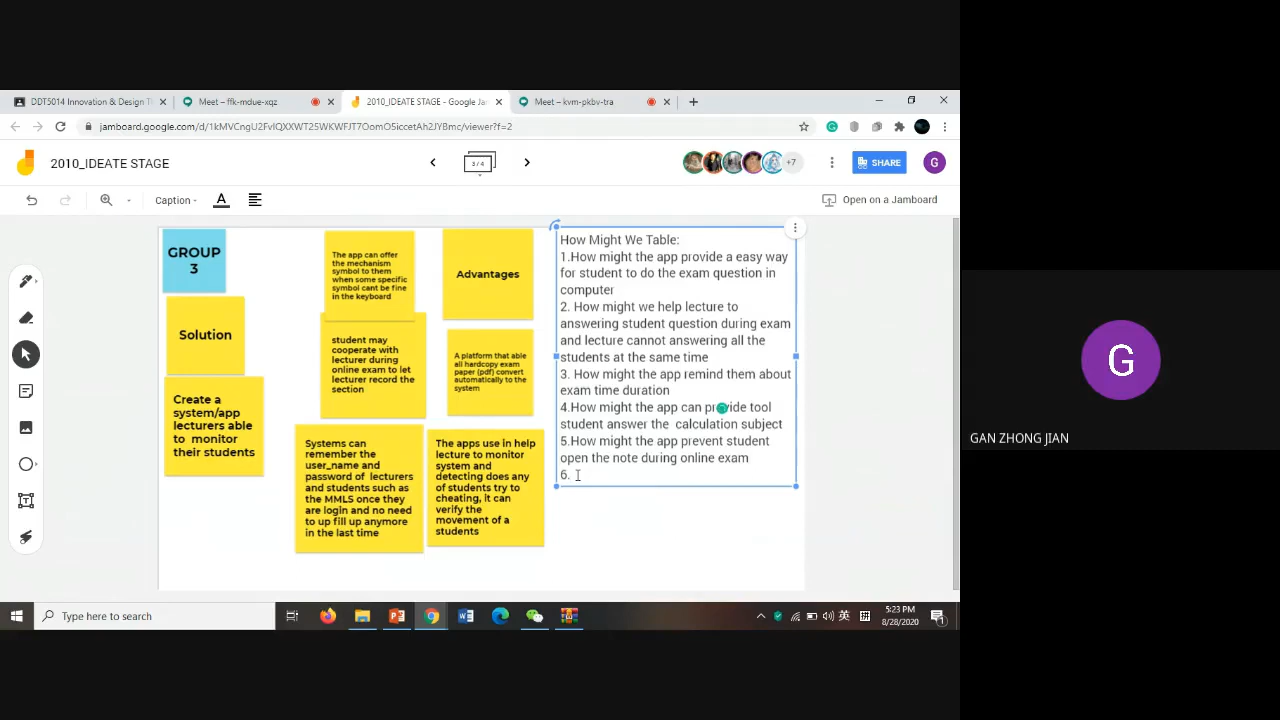 DDT5014 Innovation & Design T
Meet – ffk-mdue-xqz
2010_IDEATE STAGE - Google Ja
Meet – kvm-pkbv-tra
jamboard.google.com/d/1kMVCngU2FvIQXXWT25WKWFJT7OomO5iccetAh2JYBmc/viewer?f=2
2010_IDEATE STAGE
3 / 4
+7
SHARE
G
Caption
A
Open on a Jamboard
GROUP
3
Solution
Create a
system/app
lecturers able
to monitor
their students
The app can offer
the mechanism
symbol to them
when some specific
symbol cant be fine
in the keyboard
student may
cooperate with
lecturer during
online exam to let
lecturer record the
section
Systems can
remember the
user_name and
password of lecturers
and students such as
the MMLS once they
are login and no need
to up fill up anymore
in the last time
Advantages
A platform that able
all hardcopy exam
paper (pdf) convert
automatically to the
system
The apps use in help
lecture to monitor
system and
detecting does any
of students try to
cheating, it can
verify the
movement of a
students
How Might We Table:
1.How might the app provide a easy way
for student to do the exam question in
computer
2. How might we help lecture to
answering student question during exam
and lecture cannot answering all the
students at the same time
3. How might the app remind them about
exam time duration
4.How might the app can provide tool
student answer the calculation subject
5.How might the app prevent student
open the note during online exam
6.
G
GAN ZHONG JIAN
Type here to search
英
5:23 PM
8/28/2020
1